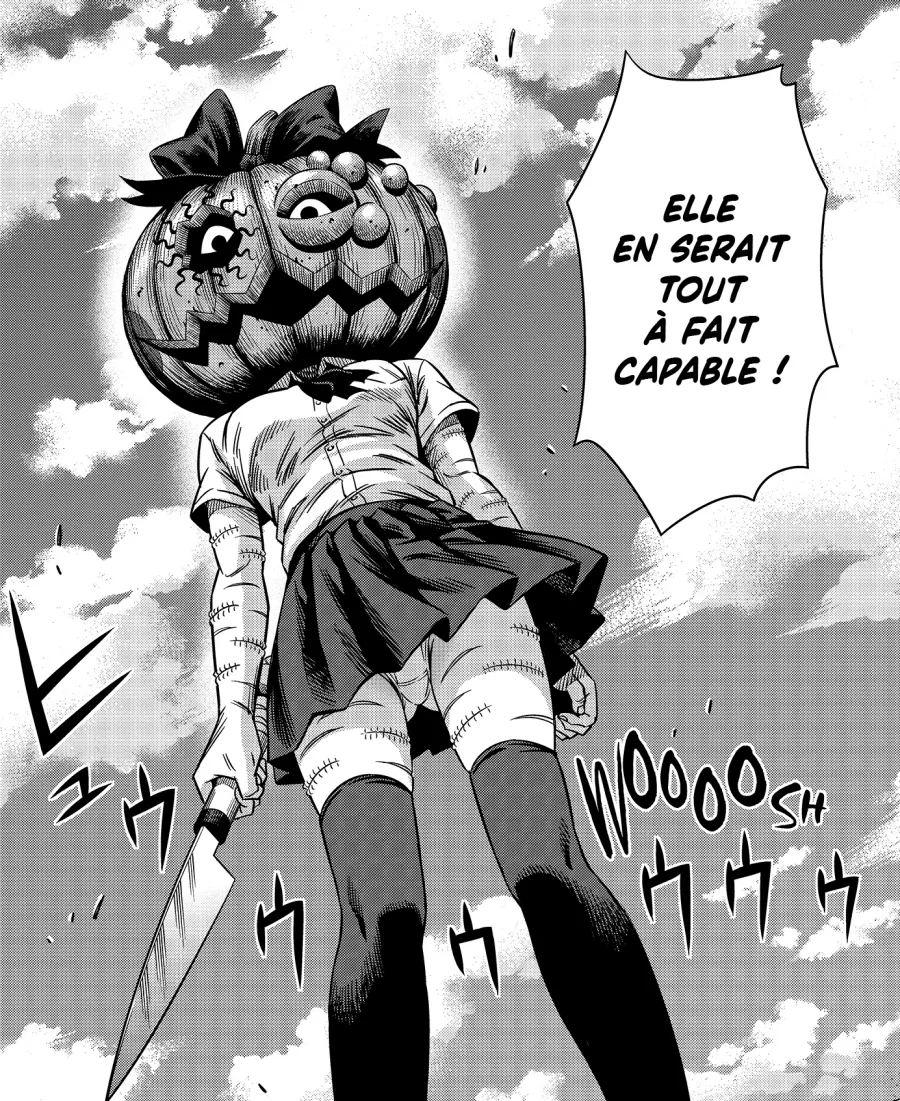 ELLE
EN SERAIT
TOUT
À FAIT
CAPABLE !
ヒュウウウウウウ
WOOOOSH